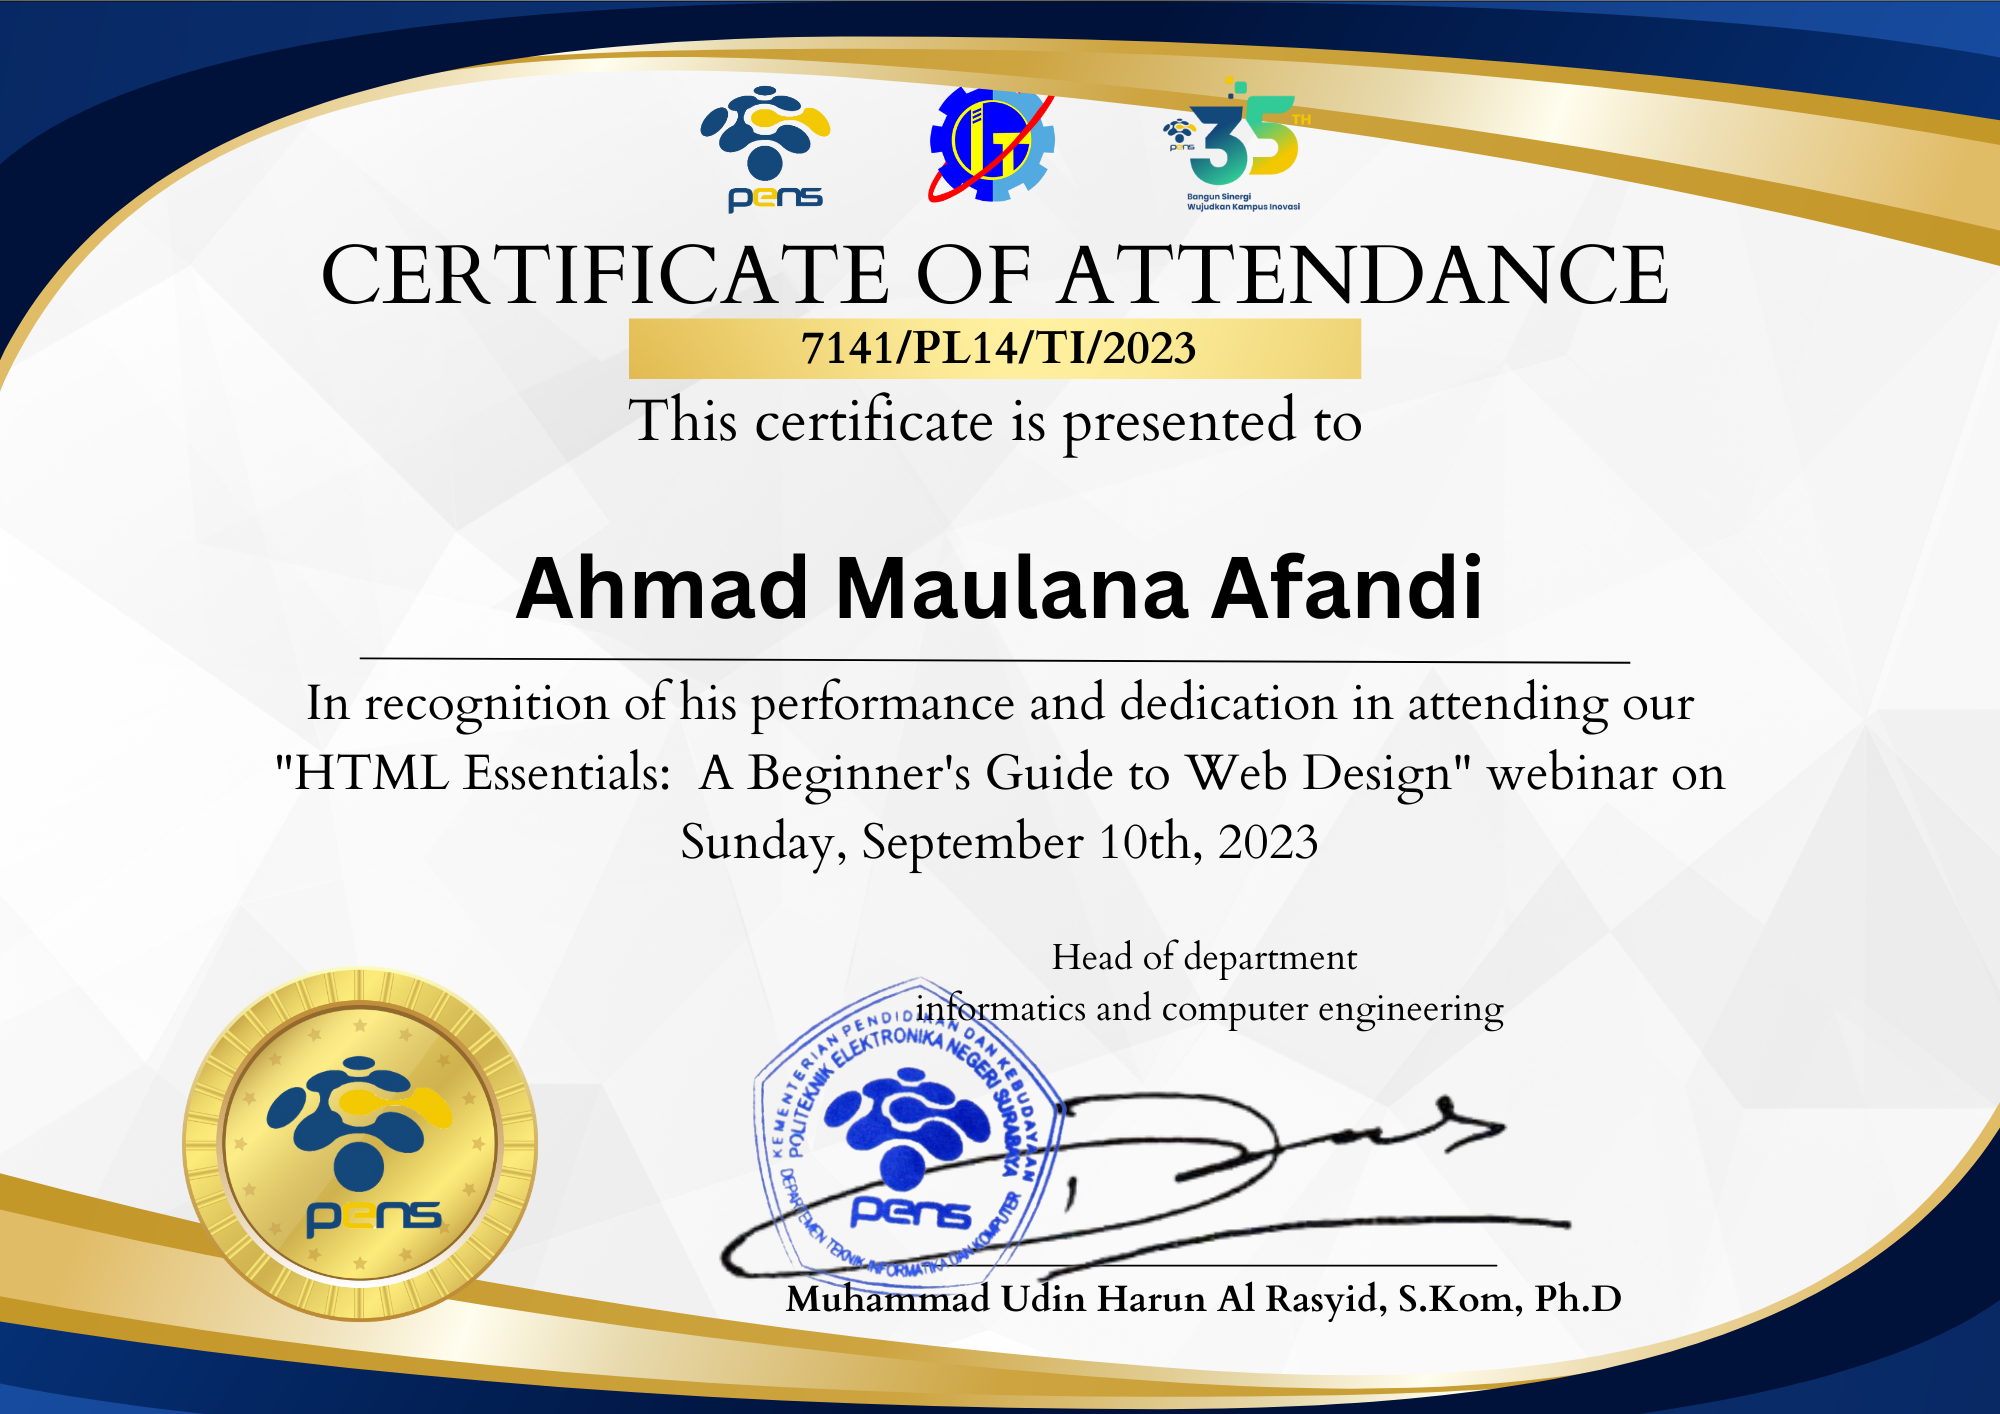 pens
IT
pens
35TH
Bangun Sinergi
Wujudkan Kampus Inovasi
CERTIFICATE OF ATTENDANCE
7141/PL14/TI/2023
This certificate is presented to
Ahmad Maulana Afandi
In recognition of his performance and dedication in attending our
"HTML Essentials:  A Beginner's Guide to Web Design" webinar on
Sunday, September 10th, 2023
Head of department
informatics and computer engineering
KEMENTERIAN PENDIDIKAN DAN KEBUDAYAAN
POLITEKNIK ELEKTRONIKA NEGERI SURABAYA
pens
DEPARTEMEN TEKNIK INFORMATIKA DAN KOMPUTER
pens
Muhammad Udin Harun Al Rasyid, S.Kom, Ph.D